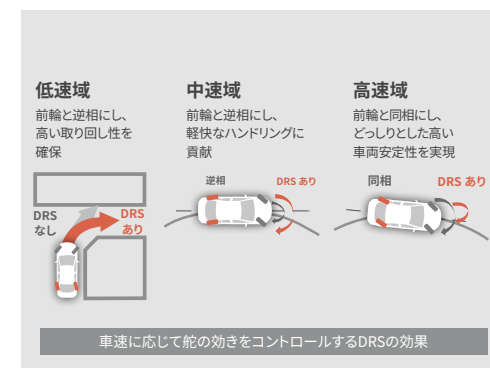 低速域
前輪と逆相にし、
高い取り回し性を
確保
DRS
なし
DRS
あり
中速域
前輪と逆相にし、
軽快なハンドリングに
貢献
逆相
DRS あり
高速域
前輪と同相にし、
どっしりとした高い
車両安定性を実現
同相
DRS あり
車速に応じて舵の効きをコントロールするDRSの効果